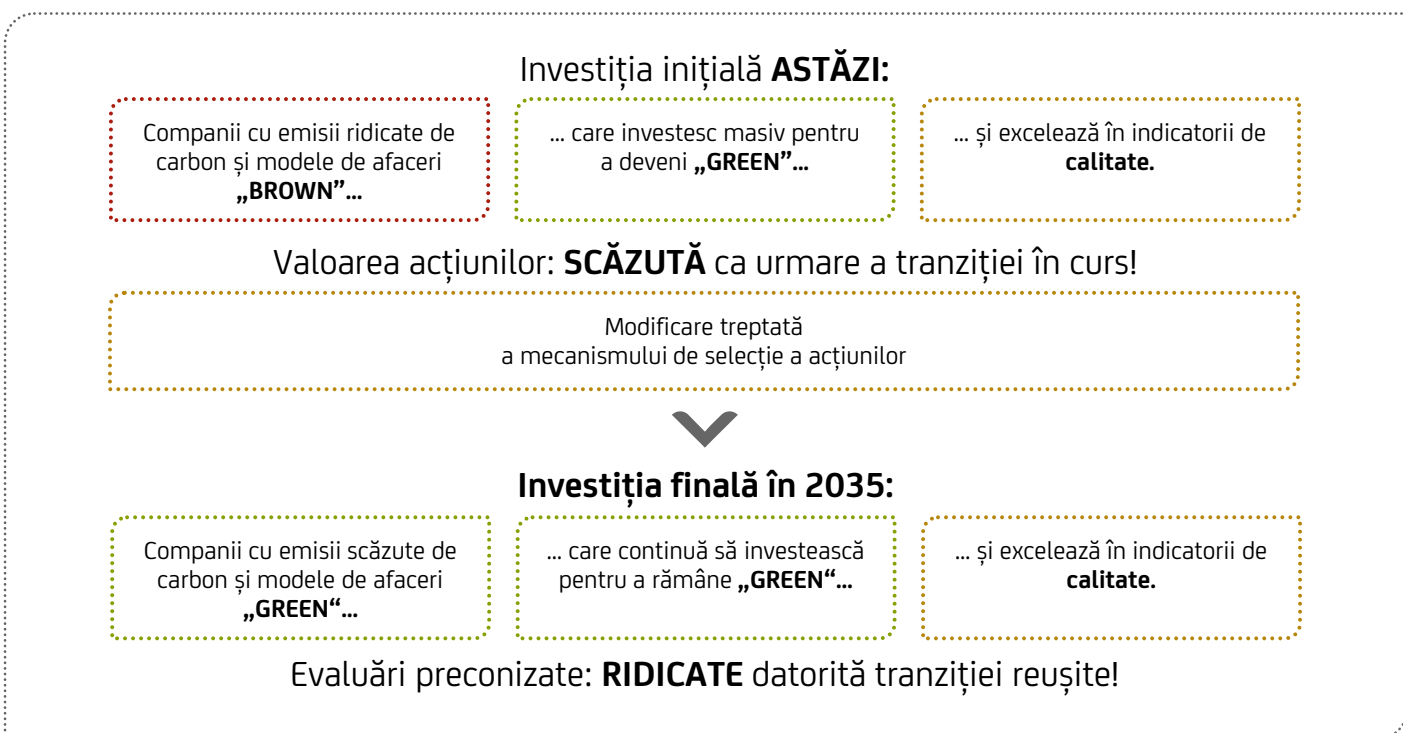 Investiția inițială ASTĂZI:
Companii cu emisii ridicate de
carbon și modele de afaceri
„BROWN”...
... care investesc masiv pentru
a deveni „GREEN”...
... și excelează în indicatorii de
calitate.
Valoarea acțiunilor: SCĂZUTĂ ca urmare a tranziției în curs!
Modificare treptată
a mecanismului de selecție a acțiunilor
Investiția finală în 2035:
Companii cu emisii scăzute de
carbon și modele de afaceri
„GREEN“...
... care continuă să investească
pentru a rămâne „GREEN“...
... și excelează în indicatorii de
calitate.
Evaluări preconizate: RIDICATE datorită tranziției reușite!